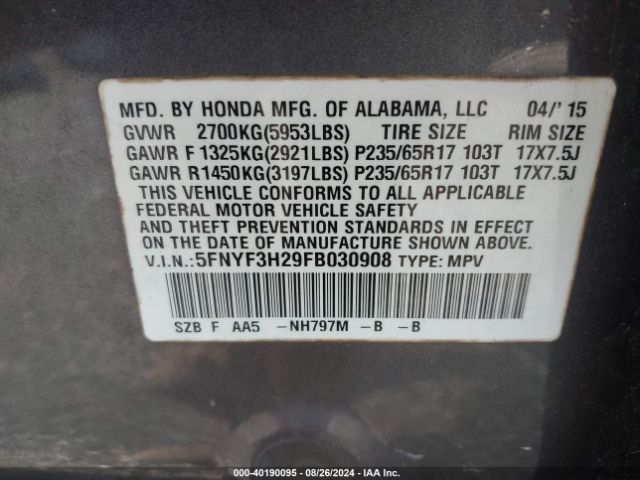 MFD. BY HONDA MFG. OF ALABAMA, LLC 04/'15
GVWR 2700KG(5953LBS) TIRE SIZE RIM SIZE
GAWR F 1325KG(2921LBS) P235/65R17 103T 17X7.5J
GAWR R1450KG(3197LBS) P235/65R17 103T 17X7.5J
THIS VEHICLE CONFORMS TO ALL APPLICABLE
FEDERAL MOTOR VEHICLE SAFETY
AND THEFT PREVENTION STANDARDS IN EFFECT
ON THE DATE OF MANUFACTURE SHOWN ABOVE.
V.I.N.:5FNYF3H29FB030908 TYPE: MPV
SZB F AA5 -NH797M -B -B
000-40190095 - 08/26/2024 - IAA Inc.